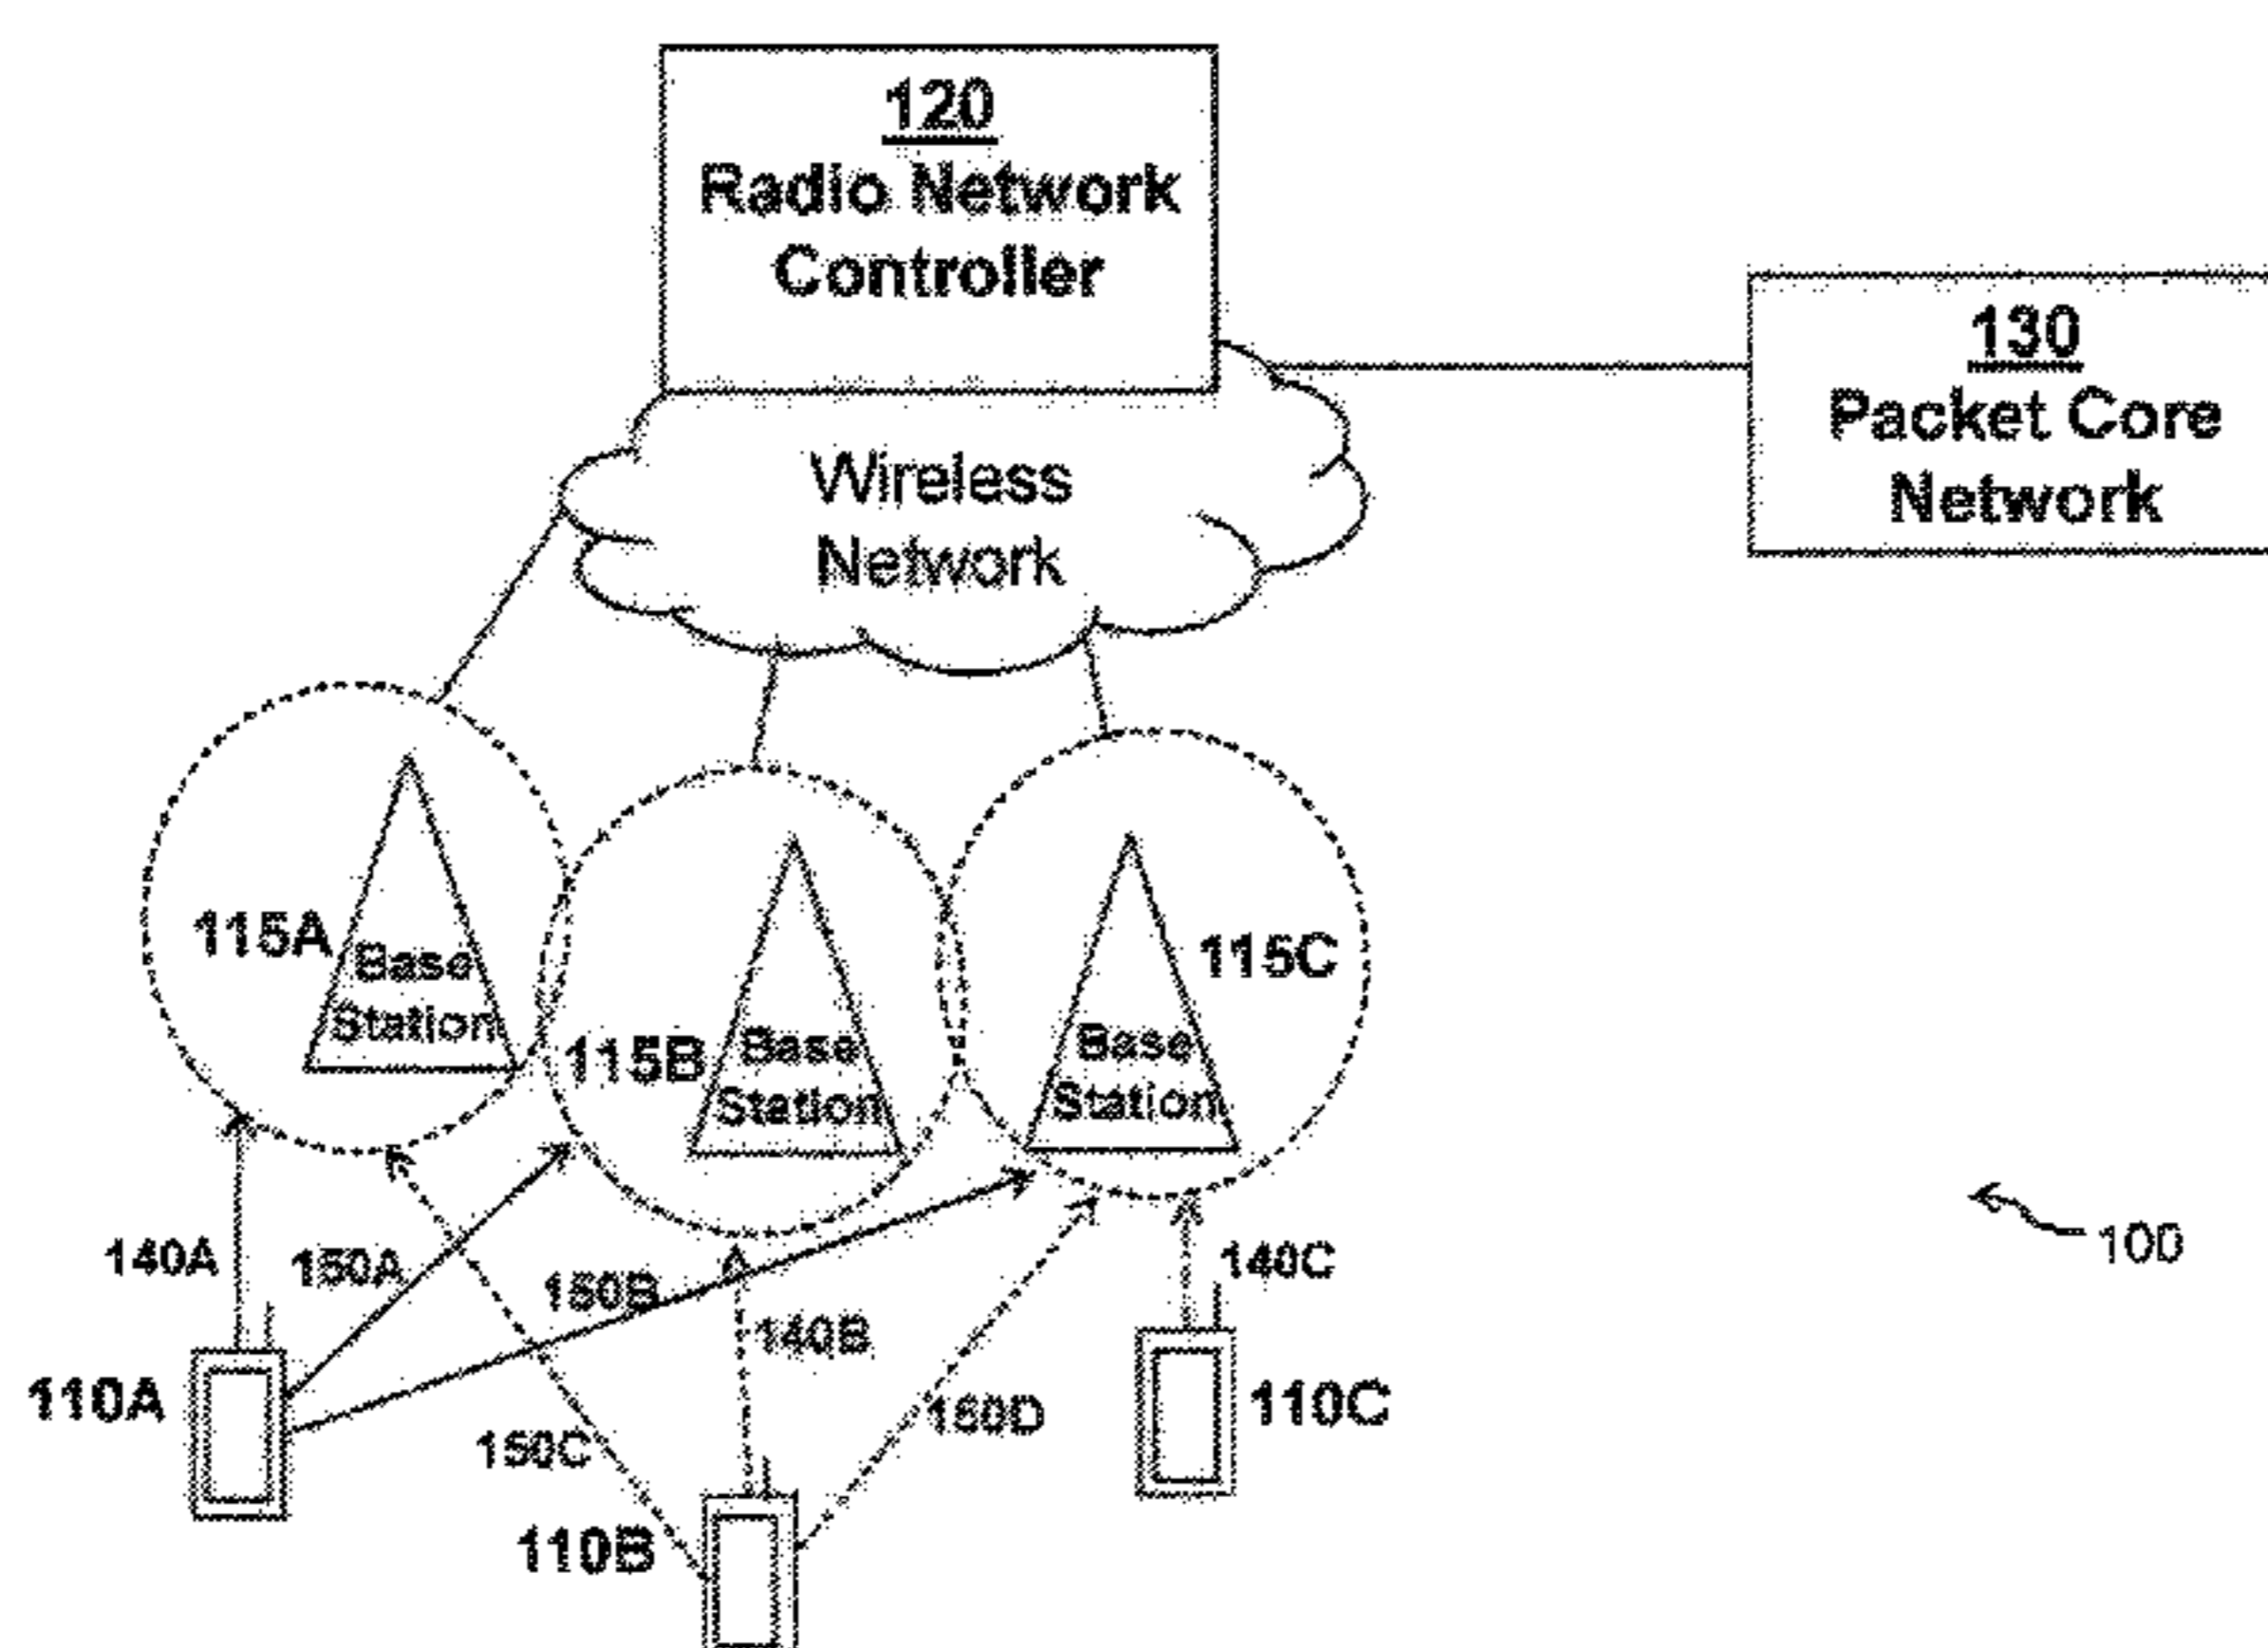 120
Radio Network
Controller
130
Packet Core
Network
Wireless
Network
115A
Base
Station
115B
Base
Station
115C
Base
Station
140A
150A
150B
140B
140C
100
110A
150C
150D
110C
110B